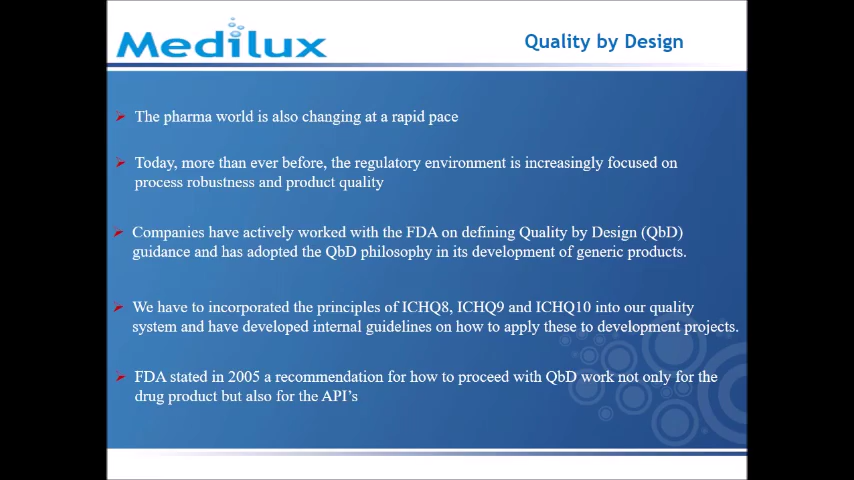 Medilux
Quality by Design
The pharma world is also changing at a rapid pace
Today, more than ever before, the regulatory environment is increasingly focused on
process robustness and product quality
Companies have actively worked with the FDA on defining Quality by Design (QbD)
guidance and has adopted the QbD philosophy in its development of generic products.
We have to incorporated the principles of ICHQ8, ICHQ9 and ICHQ10 into our quality
system and have developed internal guidelines on how to apply these to development projects.
FDA stated in 2005 a recommendation for how to proceed with QbD work not only for the
drug product but also for the API’s